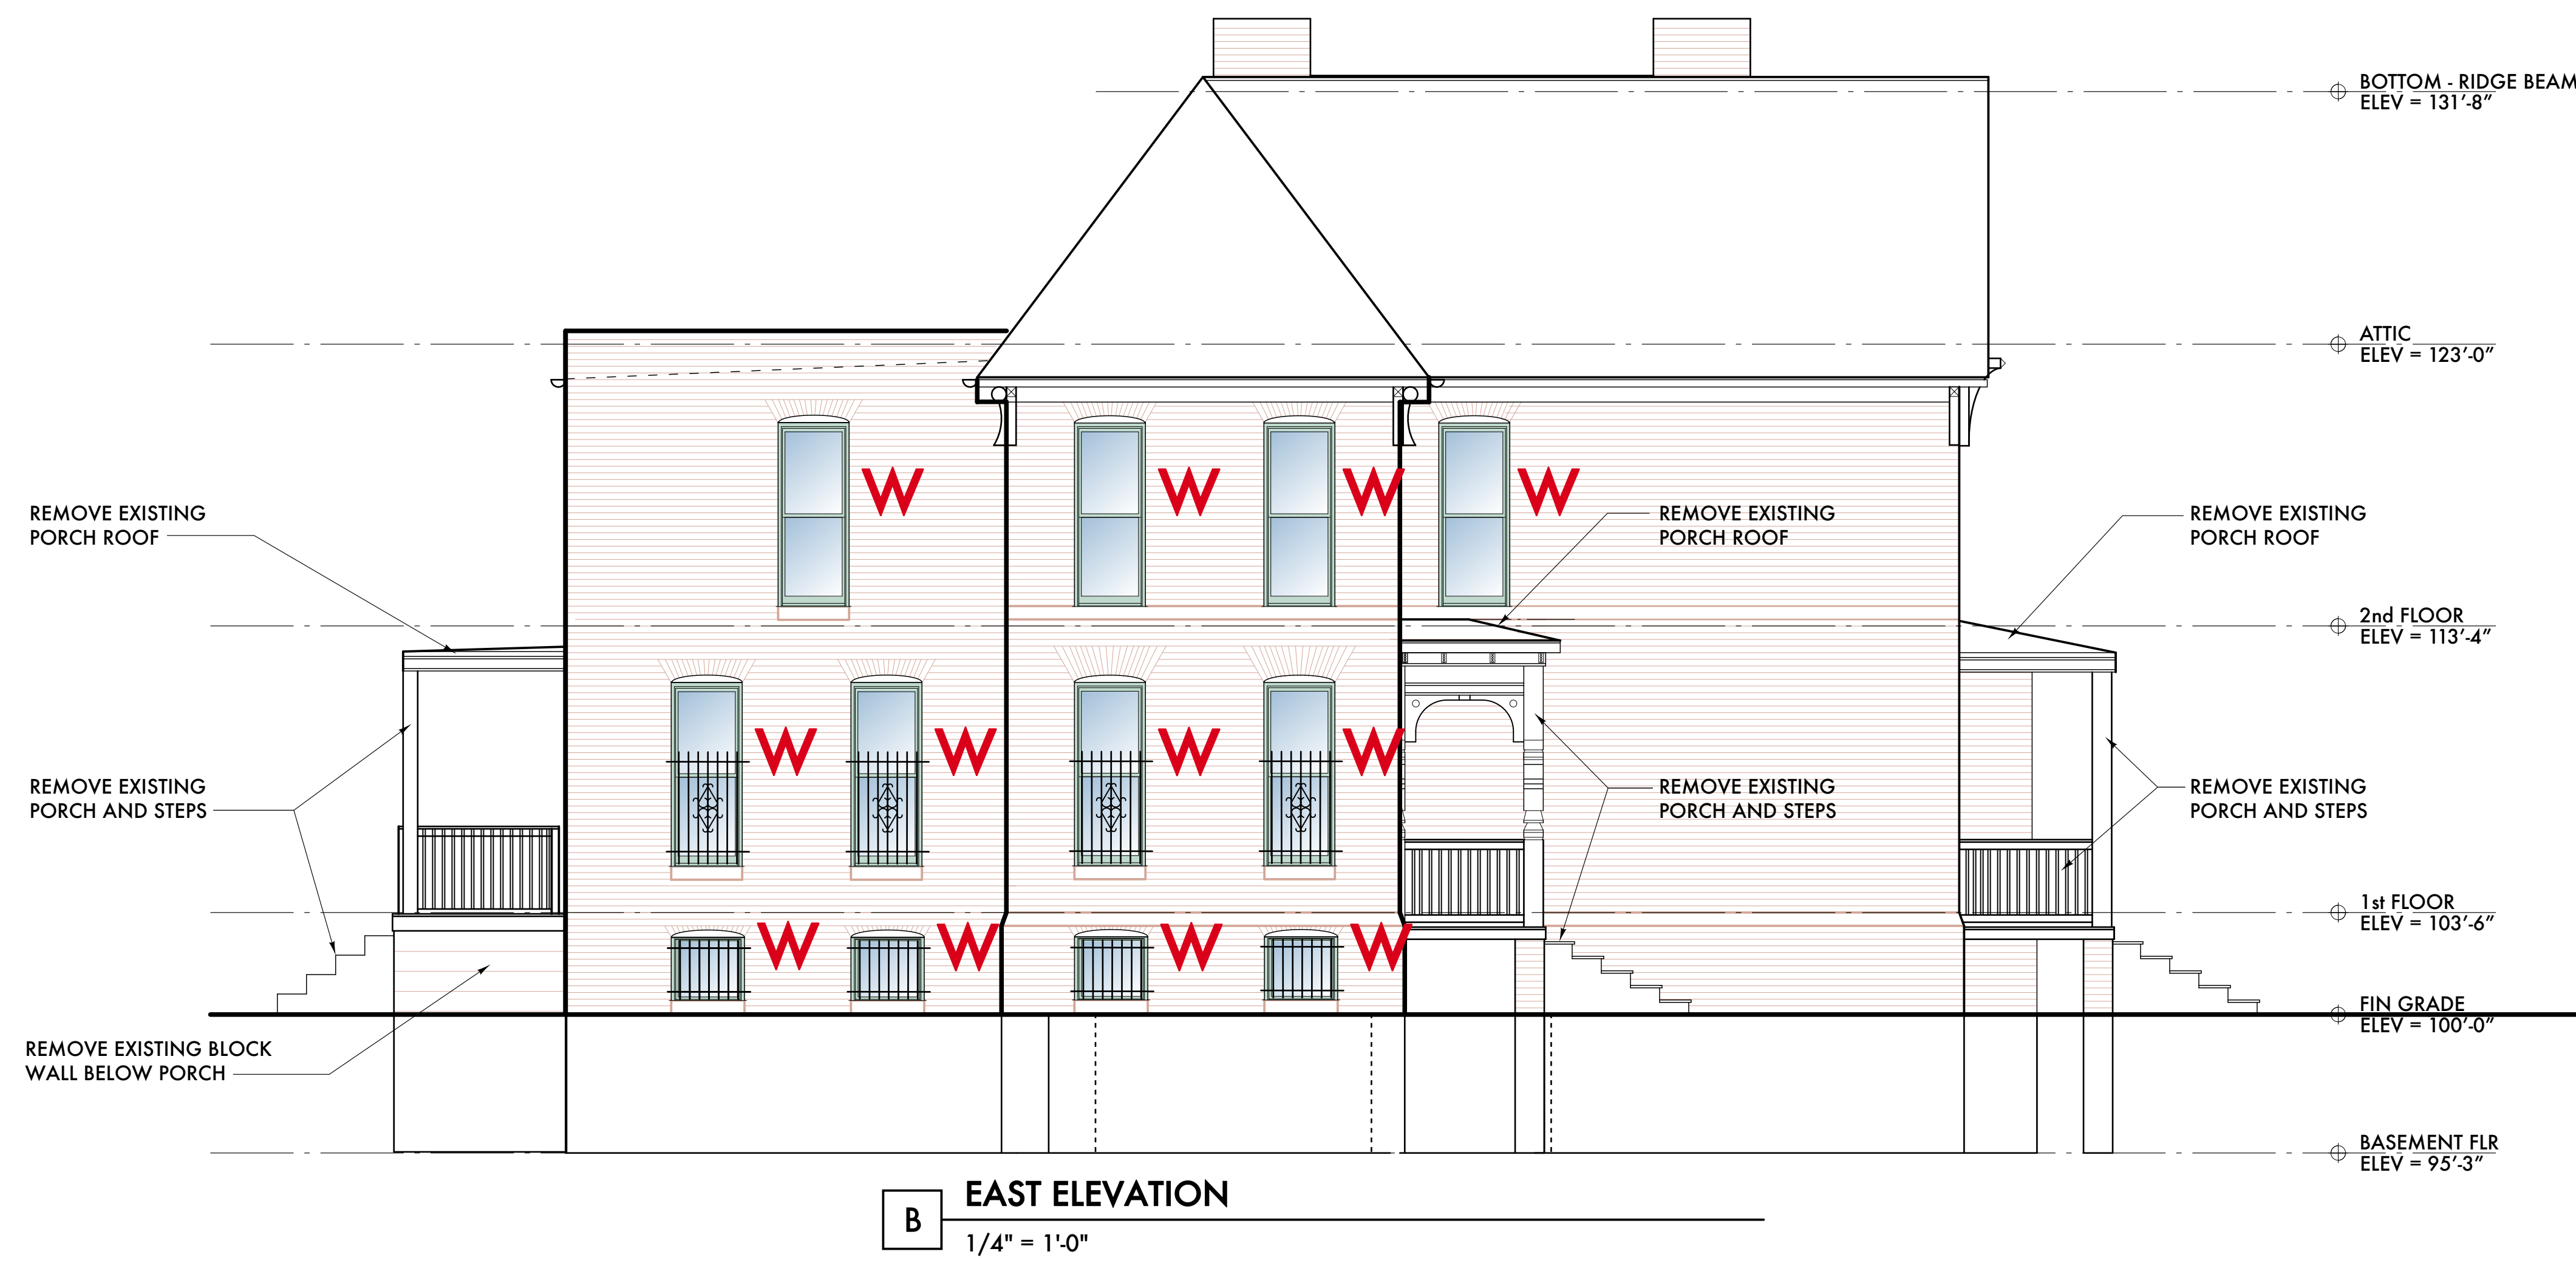 BOTTOM - RIDGE BEAM
ELEV = 131'-8"
ATTIC
ELEV = 123'-0"
W W W W
REMOVE EXISTING
PORCH ROOF
REMOVE EXISTING
PORCH ROOF
REMOVE EXISTING
PORCH ROOF
2nd FLOOR
ELEV = 113'-4"
W W W W
REMOVE EXISTING
PORCH AND STEPS
REMOVE EXISTING
PORCH AND STEPS
REMOVE EXISTING
PORCH AND STEPS
1st FLOOR
ELEV = 103'-6"
W W W W
FIN GRADE
ELEV = 100'-0"
REMOVE EXISTING BLOCK
WALL BELOW PORCH
BASEMENT FLR
ELEV = 95'-3"
B
EAST ELEVATION
1/4" = 1'-0"